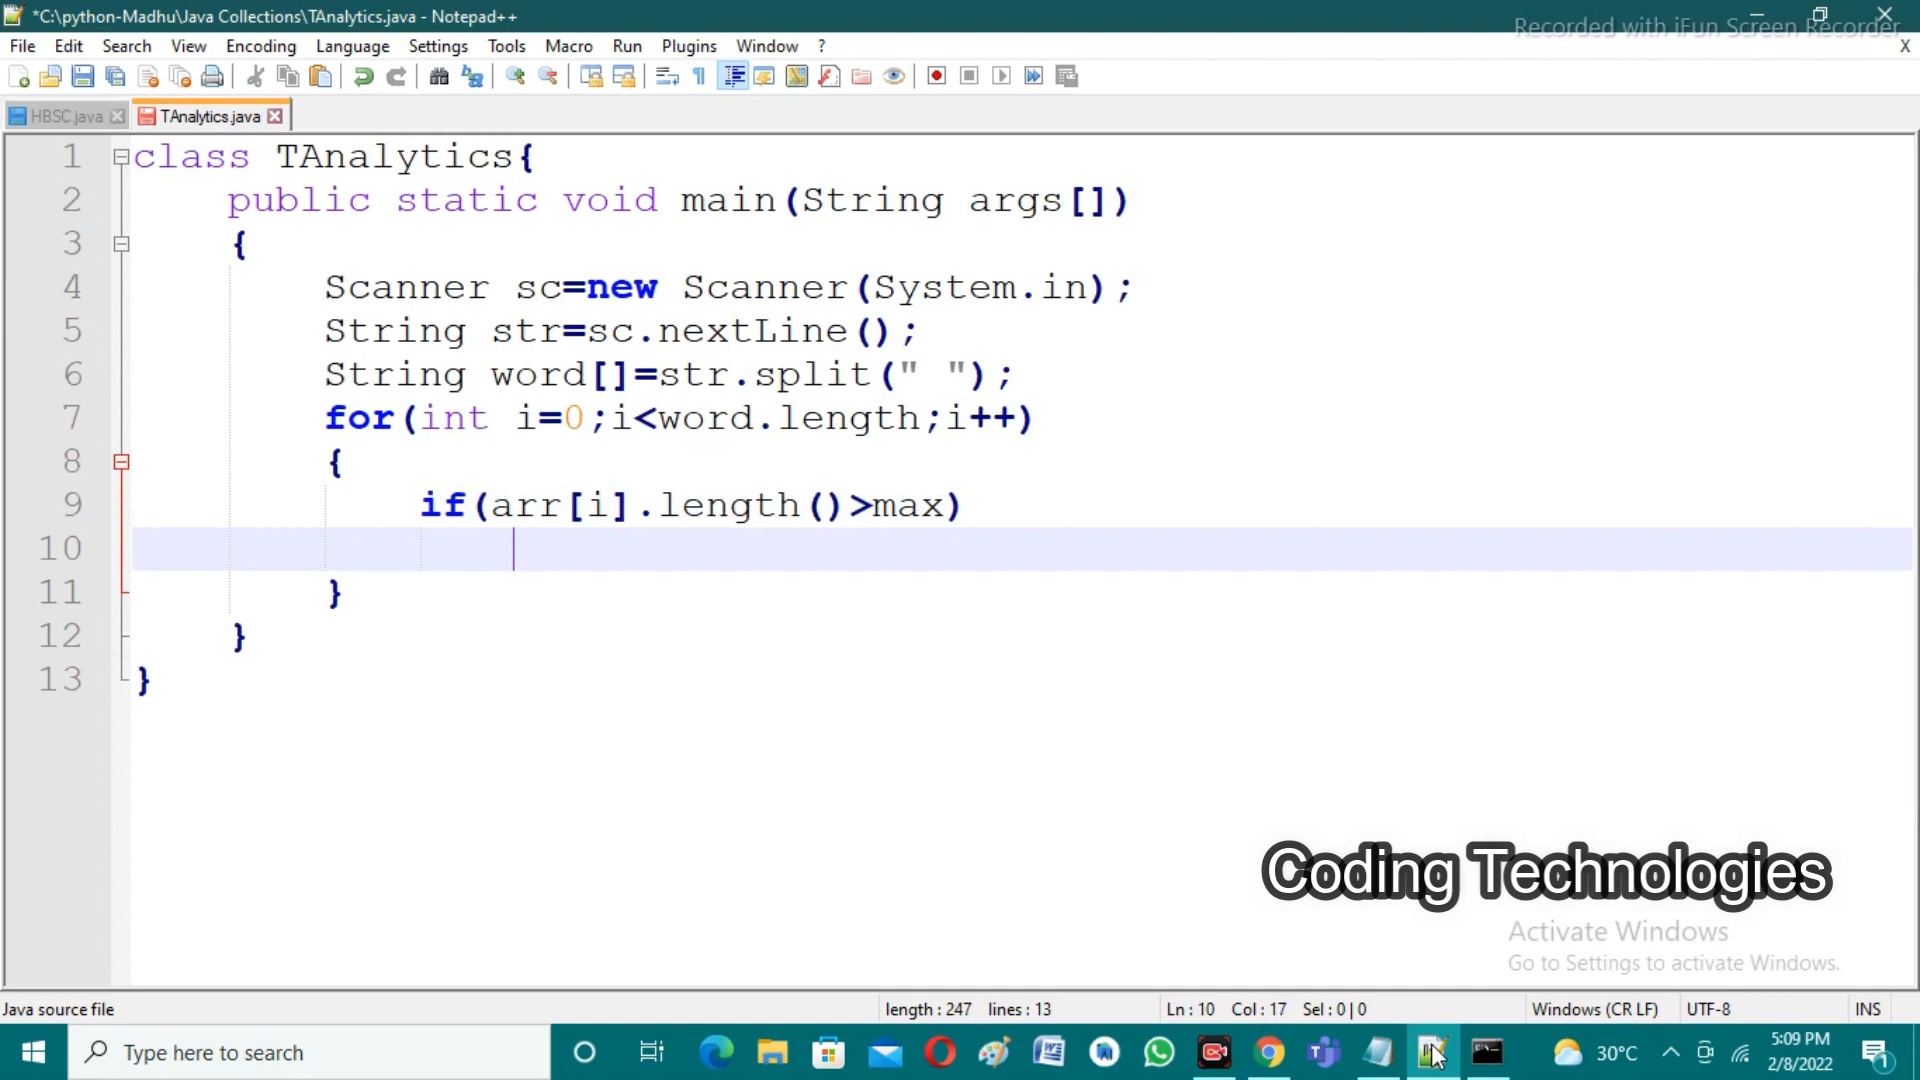 *C:\python-Madhu\Java Collections\TAnalytics.java - Notepad++
Recorded with iFun Screen Recorder
File Edit Search View Encoding Language Settings Tools Macro Run Plugins Window ? X
HBSC.java TAnalytics.java
1 class TAnalytics{
2 public static void main(String args[])
3 {
4 Scanner sc=new Scanner(System.in);
5 String str=sc.nextLine();
6 String word[]=str.split(" ");
7 for(int i=0;i<word.length;i++)
8 {
9 if(arr[i].length()>max)
10
11 }
12 }
13 }
Coding Technologies
Activate Windows
Go to Settings to activate Windows.
Java source file length : 247 lines : 13 Ln : 10 Col : 17 Sel : 0 | 0 Windows (CR LF) UTF-8 INS
Type here to search 30°C 5:09 PM
2/8/2022 1